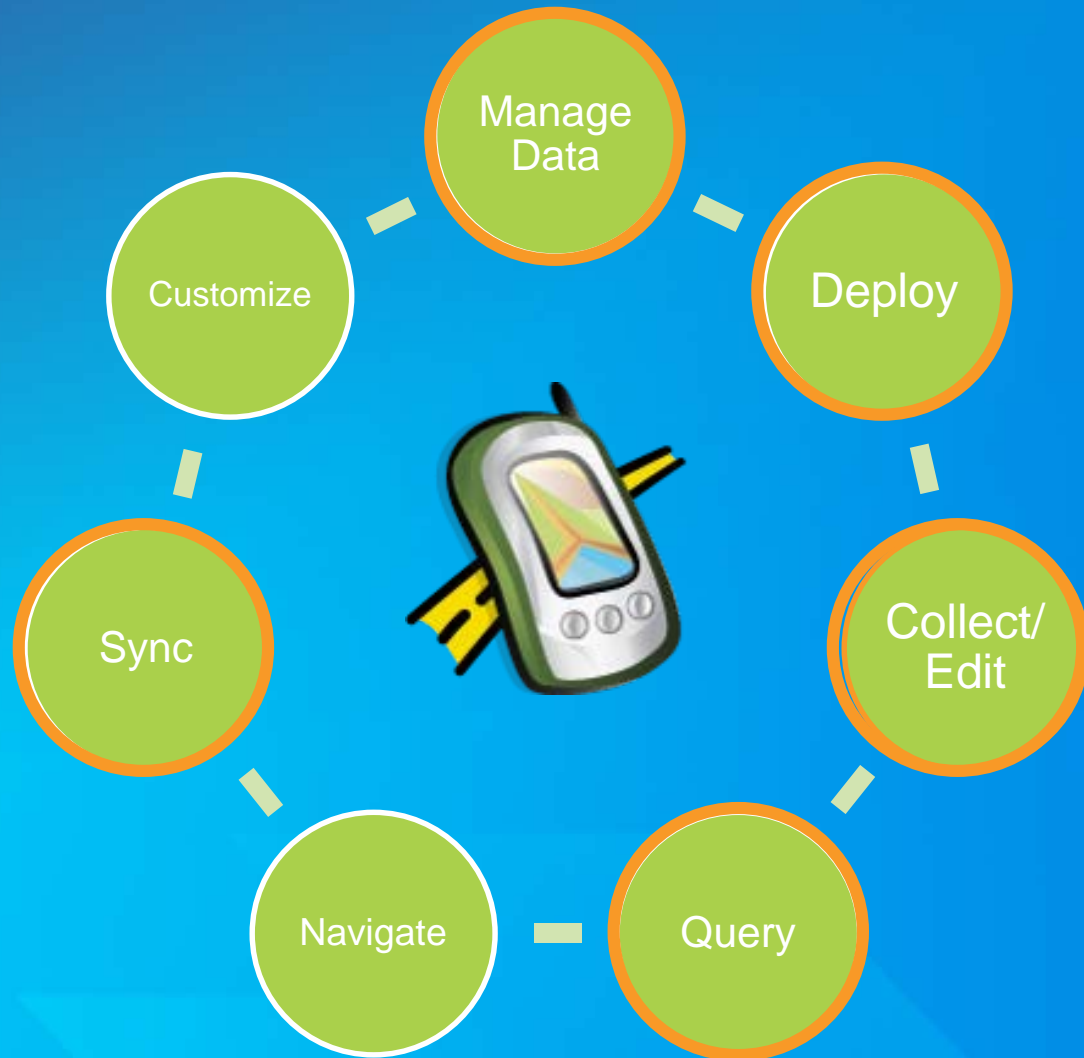 Manage
Data
Deploy
Collect/
Edit
Query
Navigate
Sync
Customize